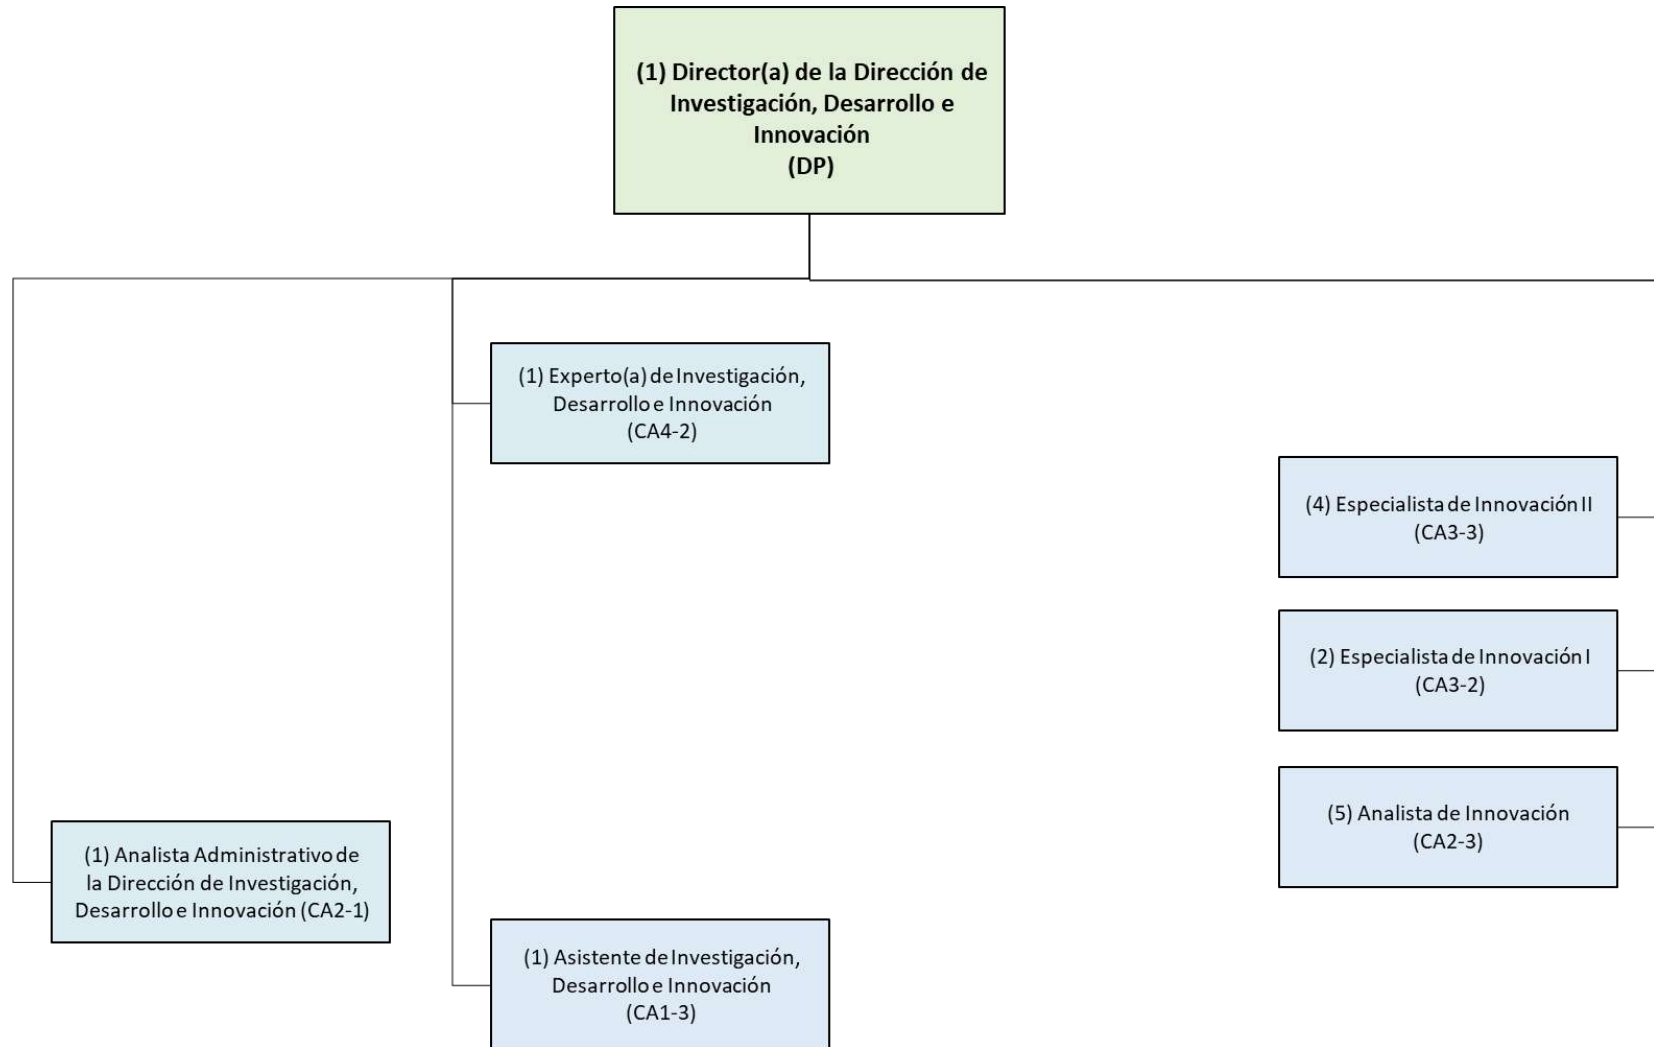 (1) Director(a) de la Dirección de
Investigación, Desarrollo e
Innovación
(DP)
(1) Experto(a) de Investigación,
Desarrollo e Innovación
(CA4-2)
(4) Especialista de Innovación II
(CA3-3)
(2) Especialista de Innovación I
(CA3-2)
(5) Analista de Innovación
(CA2-3)
(1) Analista Administrativo de
la Dirección de Investigación,
Desarrollo e Innovación (CA2-1)
(1) Asistente de Investigación,
Desarrollo e Innovación
(CA1-3)